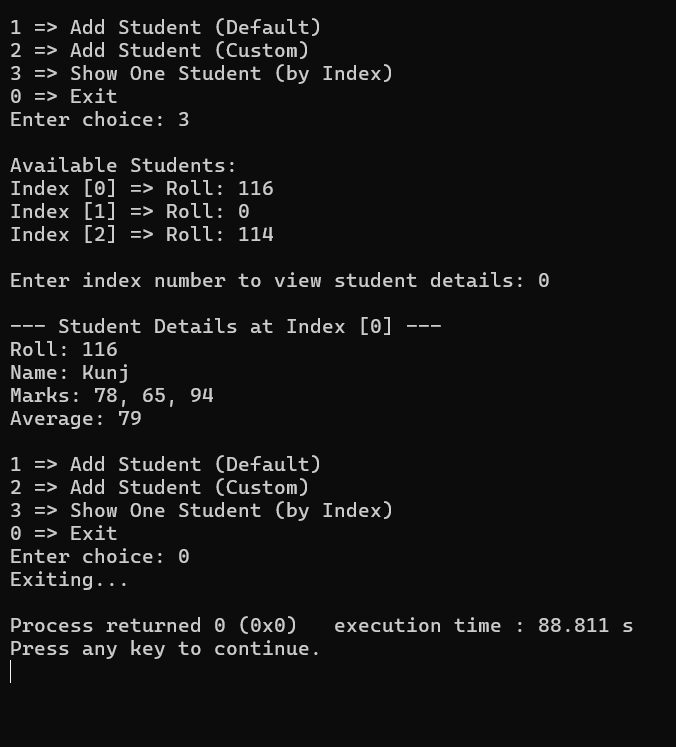 1 => Add Student (Default)
2 => Add Student (Custom)
3 => Show One Student (by Index)
0 => Exit
Enter choice: 3
Available Students:
Index [0] => Roll: 116
Index [1] => Roll: 0
Index [2] => Roll: 114
Enter index number to view student details: 0
--- Student Details at Index [0] ---
Roll: 116
Name: Kunj
Marks: 78, 65, 94
Average: 79
1 => Add Student (Default)
2 => Add Student (Custom)
3 => Show One Student (by Index)
0 => Exit
Enter choice: 0
Exiting...
Process returned 0 (0x0)   execution time : 88.811 s
Press any key to continue.